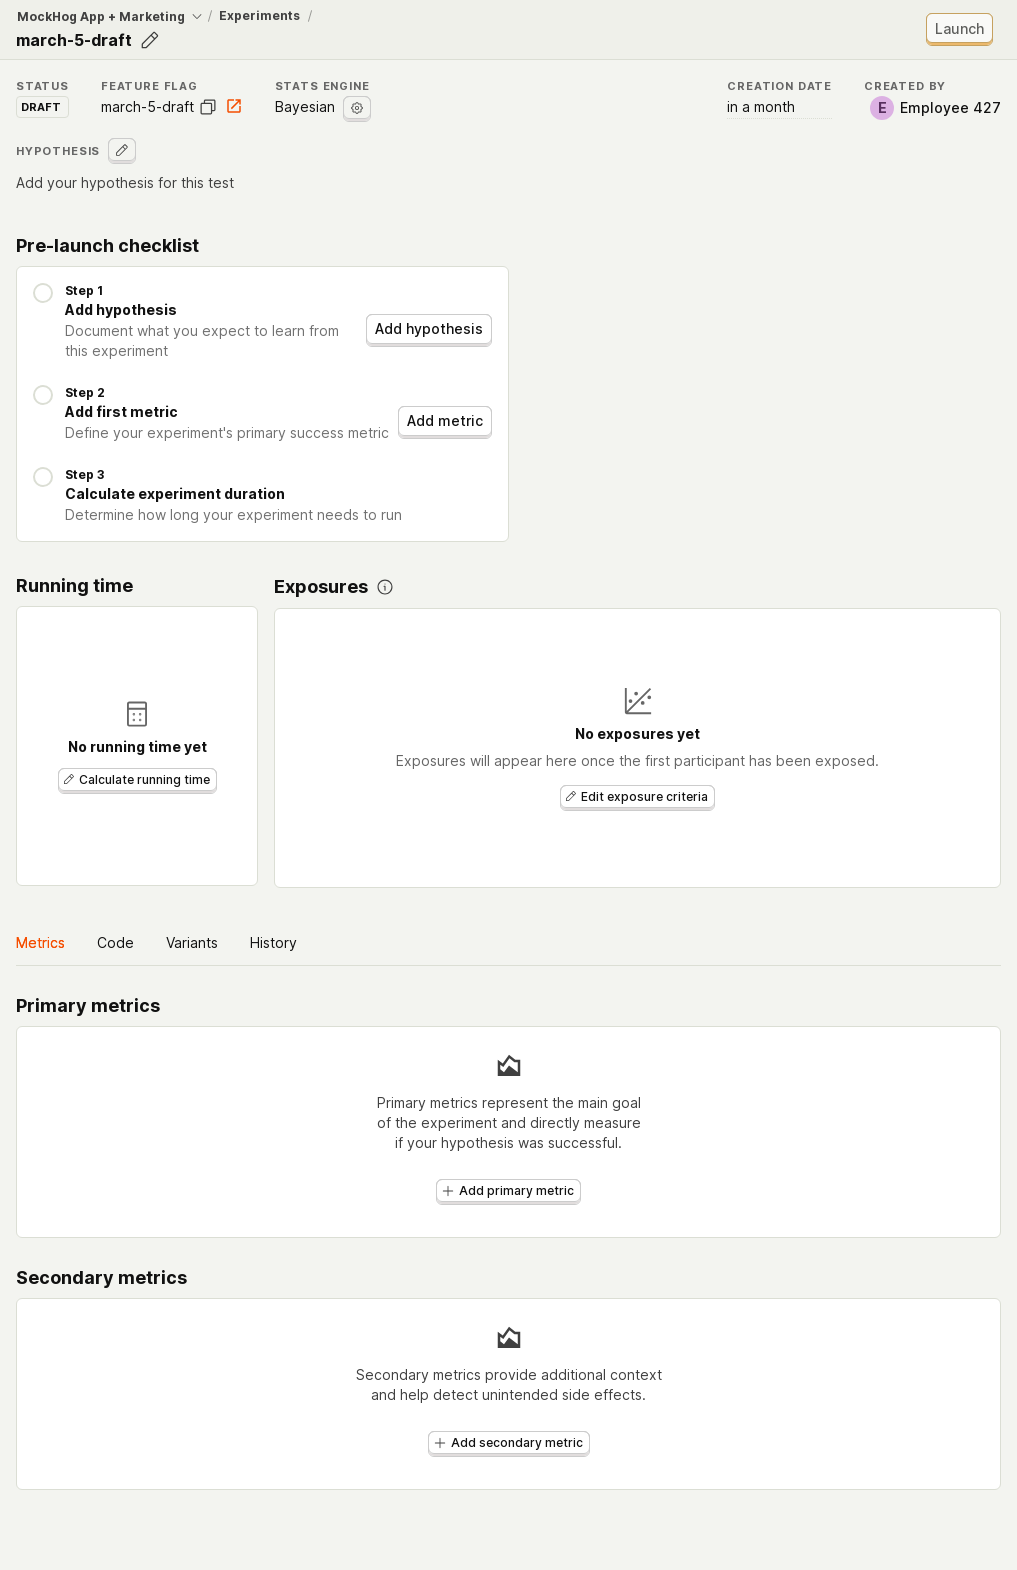 MockHog App + Marketing / Experiments /
march-5-draft
Launch
STATUS
DRAFT
FEATURE FLAG
march-5-draft
STATS ENGINE
Bayesian
CREATION DATE
in a month
CREATED BY
E Employee 427
HYPOTHESIS
Add your hypothesis for this test
Pre-launch checklist
Step 1
Add hypothesis
Document what you expect to learn from
this experiment
Add hypothesis
Step 2
Add first metric
Define your experiment's primary success metric
Add metric
Step 3
Calculate experiment duration
Determine how long your experiment needs to run
Running time
No running time yet
Calculate running time
Exposures
No exposures yet
Exposures will appear here once the first participant has been exposed.
Edit exposure criteria
Metrics Code Variants History
Primary metrics
Primary metrics represent the main goal
of the experiment and directly measure
if your hypothesis was successful.
Add primary metric
Secondary metrics
Secondary metrics provide additional context
and help detect unintended side effects.
Add secondary metric